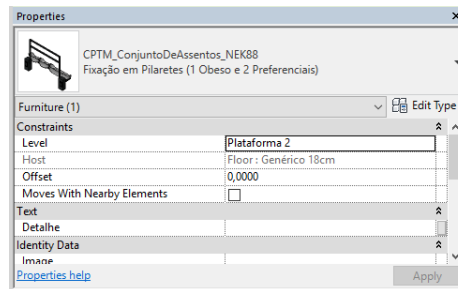 Properties
CPTM_ConjuntoDeAssentos_NEK88
Fixação em Pilaretes (1 Obeso e 2 Preferenciais)
Furniture (1) Edit Type
Constraints
Level Plataforma 2
Host Floor : Genérico 18cm
Offset 0,0000
Moves With Nearby Elements
Text
Detalhe
Identity Data
Image
Properties help Apply